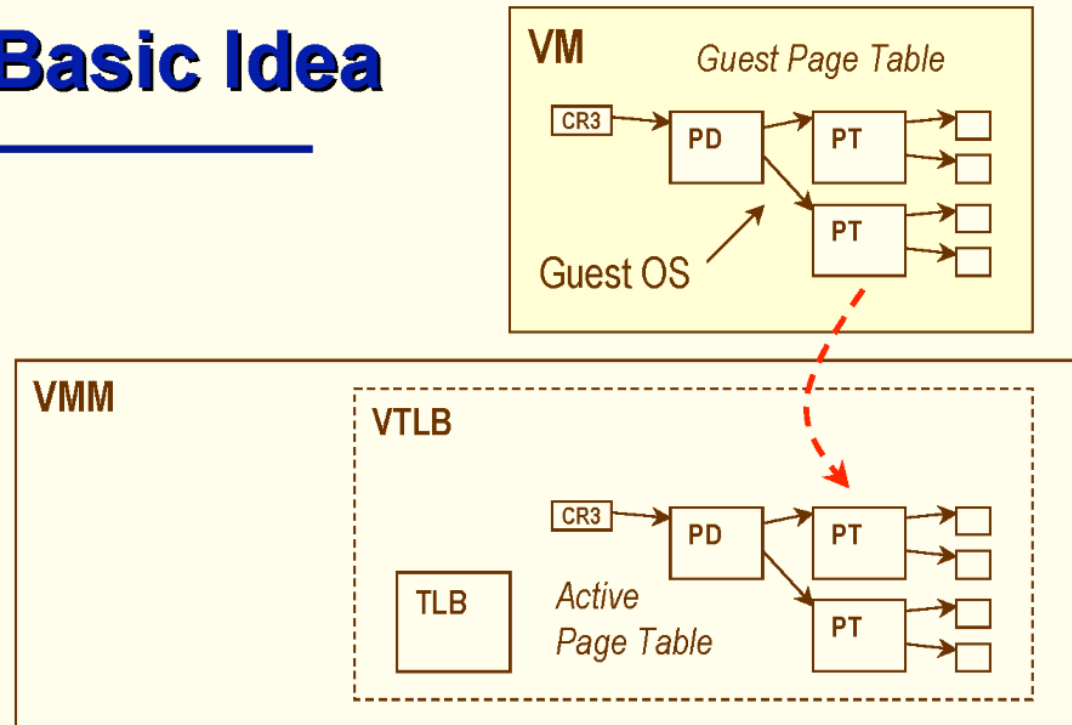 Basic Idea
VM
Guest Page Table
CR3
PD
PT
PT
Guest OS
VMM
VTLB
CR3
PD
PT
TLB
Active
Page Table
PT